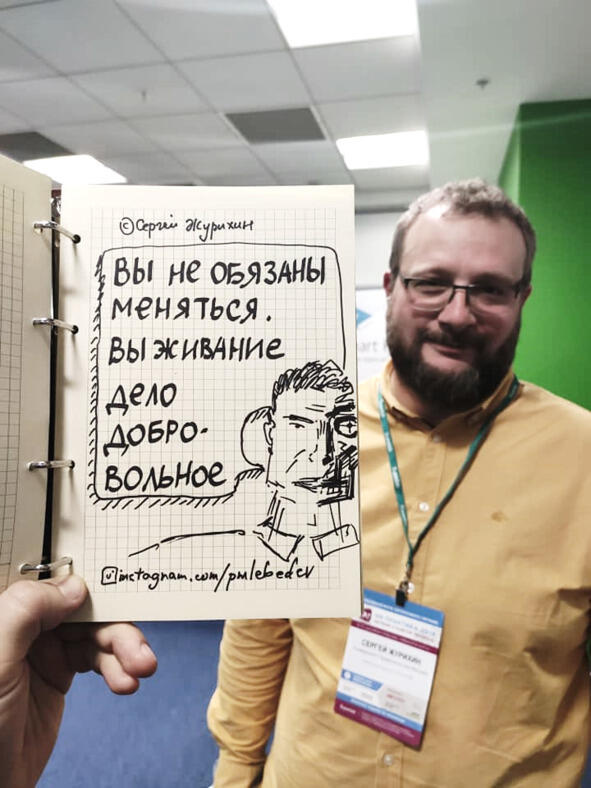 © Сергей Журихин
ВЫ НЕ ОБЯЗАНЫ
МЕНЯТЬСЯ.
ВЫЖИВАНИЕ
ДЕЛО
ДОБРО-
ВОЛЬНОЕ
instagram.com/pmlebedev
СЕРГЕЙ ЖУРИХИН